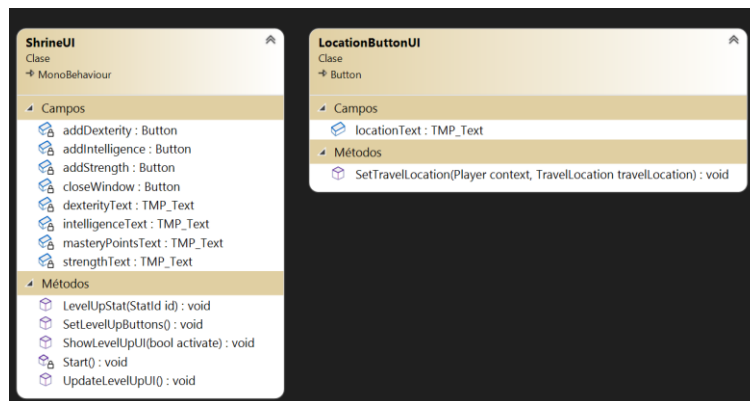 ShrineUI
Clase
MonoBehaviour
Campos
addDexterity : Button
addIntelligence : Button
addStrength : Button
closeWindow : Button
dexterityText : TMP_Text
intelligenceText : TMP_Text
masteryPointsText : TMP_Text
strengthText : TMP_Text
Métodos
LevelUpStat(StatId id) : void
SetLevelUpButtons() : void
ShowLevelUpUI(bool activate) : void
Start() : void
UpdateLevelUpUI() : void
LocationButtonUI
Clase
Button
Campos
locationText : TMP_Text
Métodos
SetTravelLocation(Player context, TravelLocation travelLocation) : void